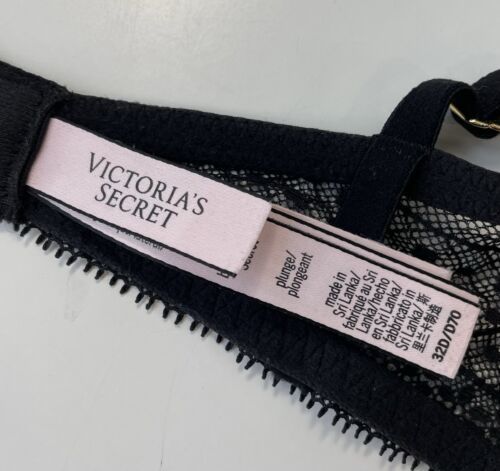 VICTORIA'S
SECRET
plunge/
plongeant
made in
Sri Lanka/
fabriqué au Sri
Lanka/hecho
en Sri Lanka/
fabbricato in
Sri Lanka/斯
里兰卡制造
32D/D70